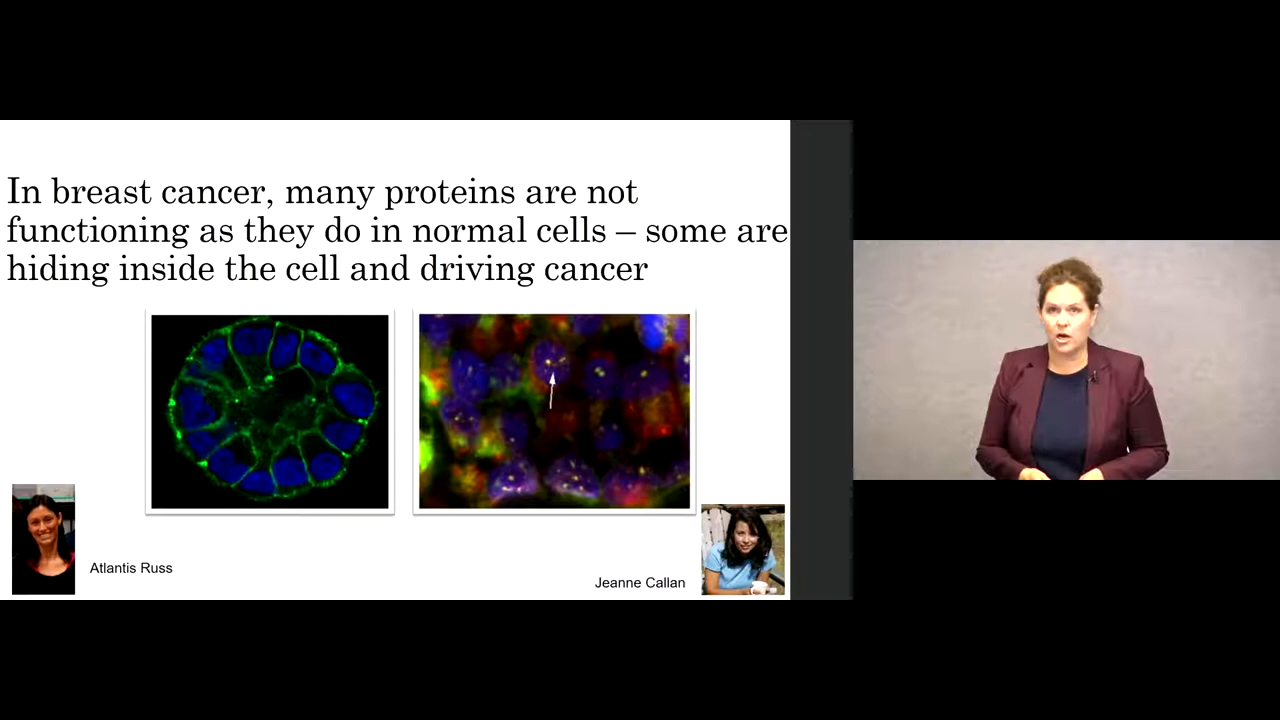 In breast cancer, many proteins are not
functioning as they do in normal cells – some are
hiding inside the cell and driving cancer
Atlantis Russ
Jeanne Callan